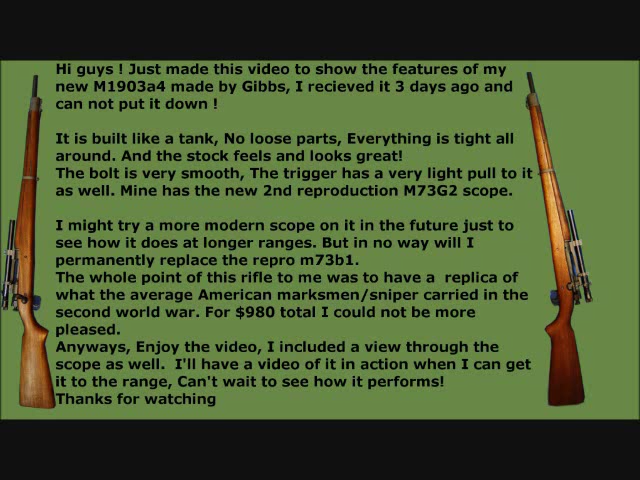 Hi guys ! Just made this video to show the features of my
new M1903a4 made by Gibbs, I recieved it 3 days ago and
can not put it down !
It is built like a tank, No loose parts, Everything is tight all
around. And the stock feels and looks great!
The bolt is very smooth, The trigger has a very light pull to it
as well. Mine has the new 2nd reproduction M73G2 scope.
I might try a more modern scope on it in the future just to
see how it does at longer ranges. But in no way will I
permanently replace the repro m73b1.
The whole point of this rifle to me was to have a  replica of
what the average American marksmen/sniper carried in the
second world war. For $980 total I could not be more
pleased.
Anyways, Enjoy the video, I included a view through the
scope as well.  I'll have a video of it in action when I can get
it to the range, Can't wait to see how it performs!
Thanks for watching